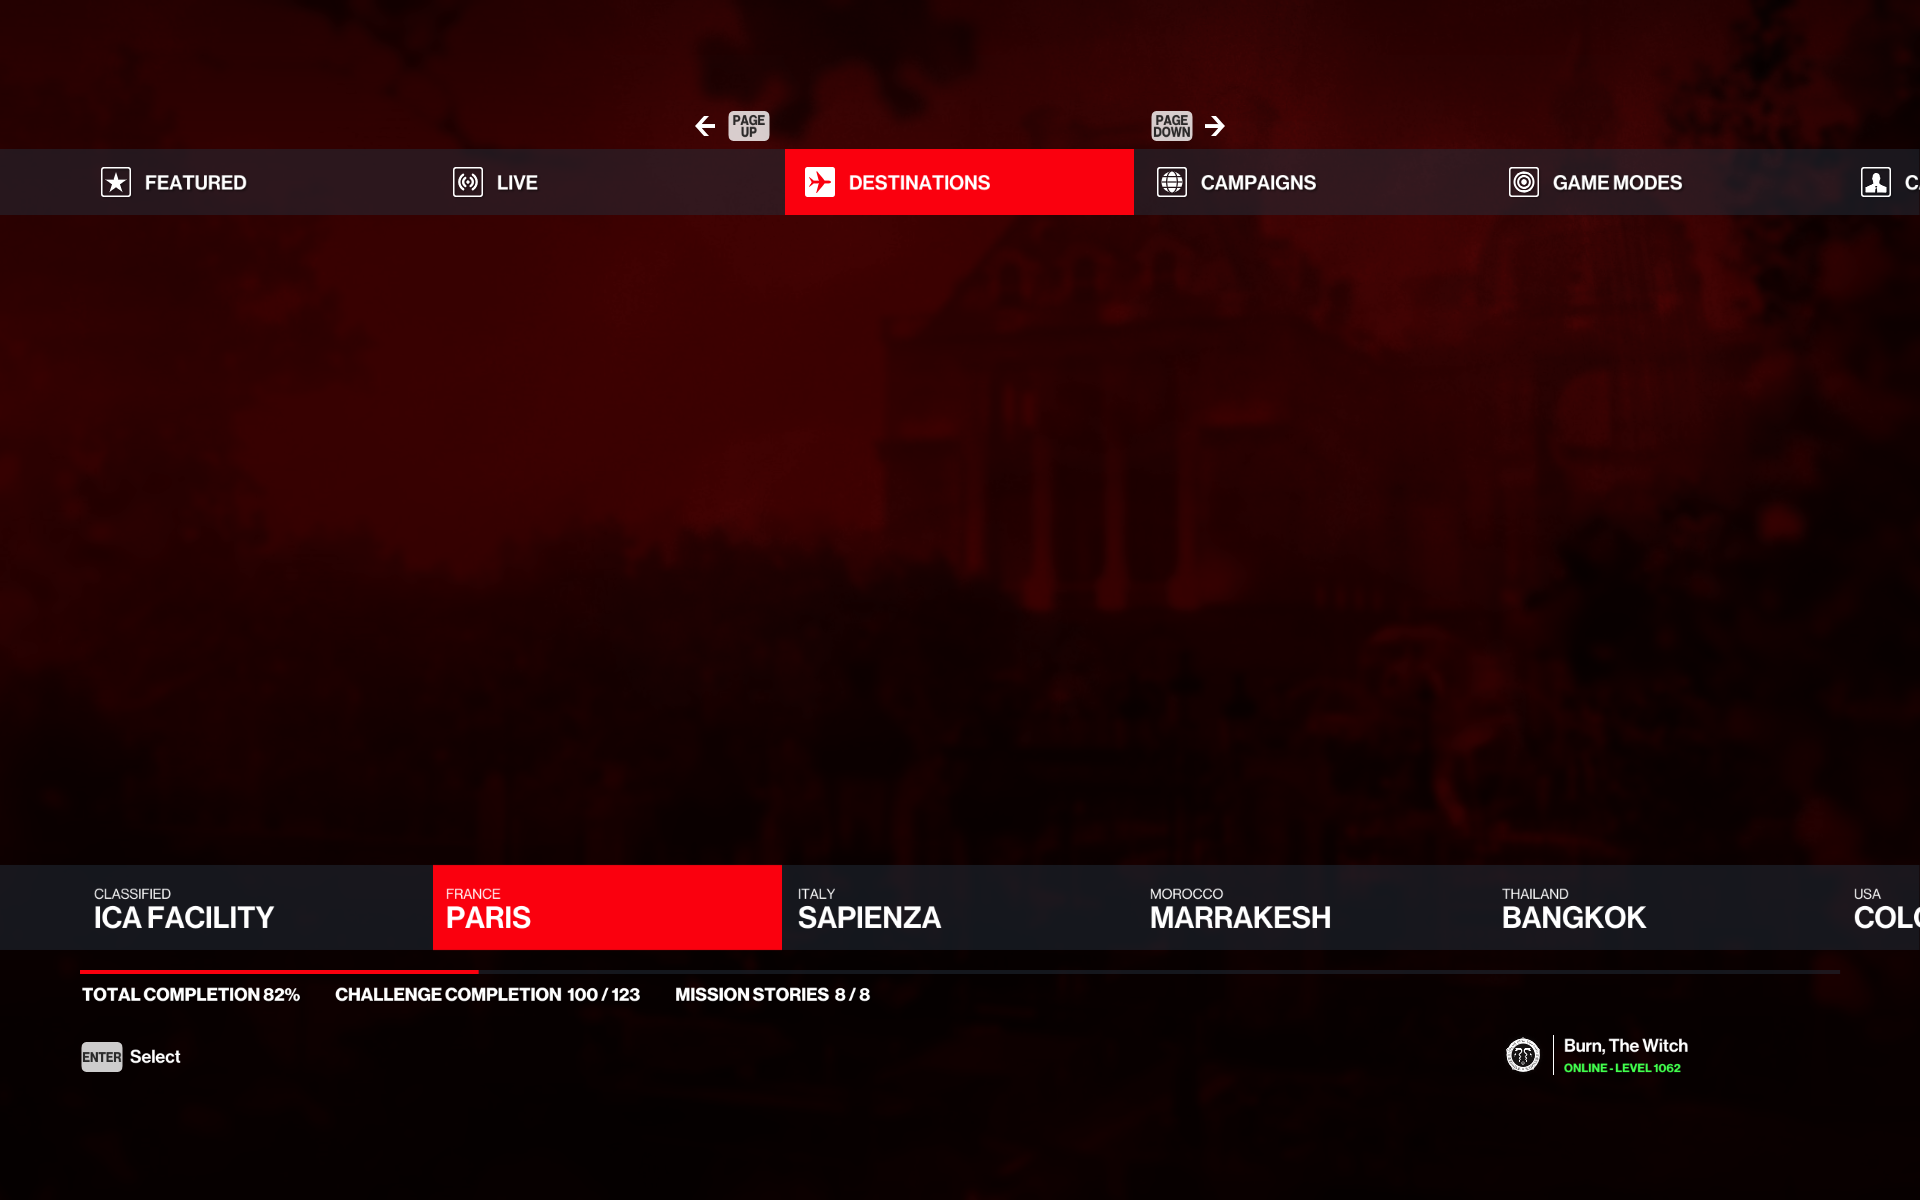 PAGE UP
PAGE DOWN
FEATURED
LIVE
DESTINATIONS
CAMPAIGNS
GAME MODES
CLASSIFIED
ICA FACILITY
FRANCE
PARIS
ITALY
SAPIENZA
MOROCCO
MARRAKESH
THAILAND
BANGKOK
USA
TOTAL COMPLETION 82%
CHALLENGE COMPLETION 100 / 123
MISSION STORIES 8 / 8
ENTER Select
Burn, The Witch
ONLINE - LEVEL 1062